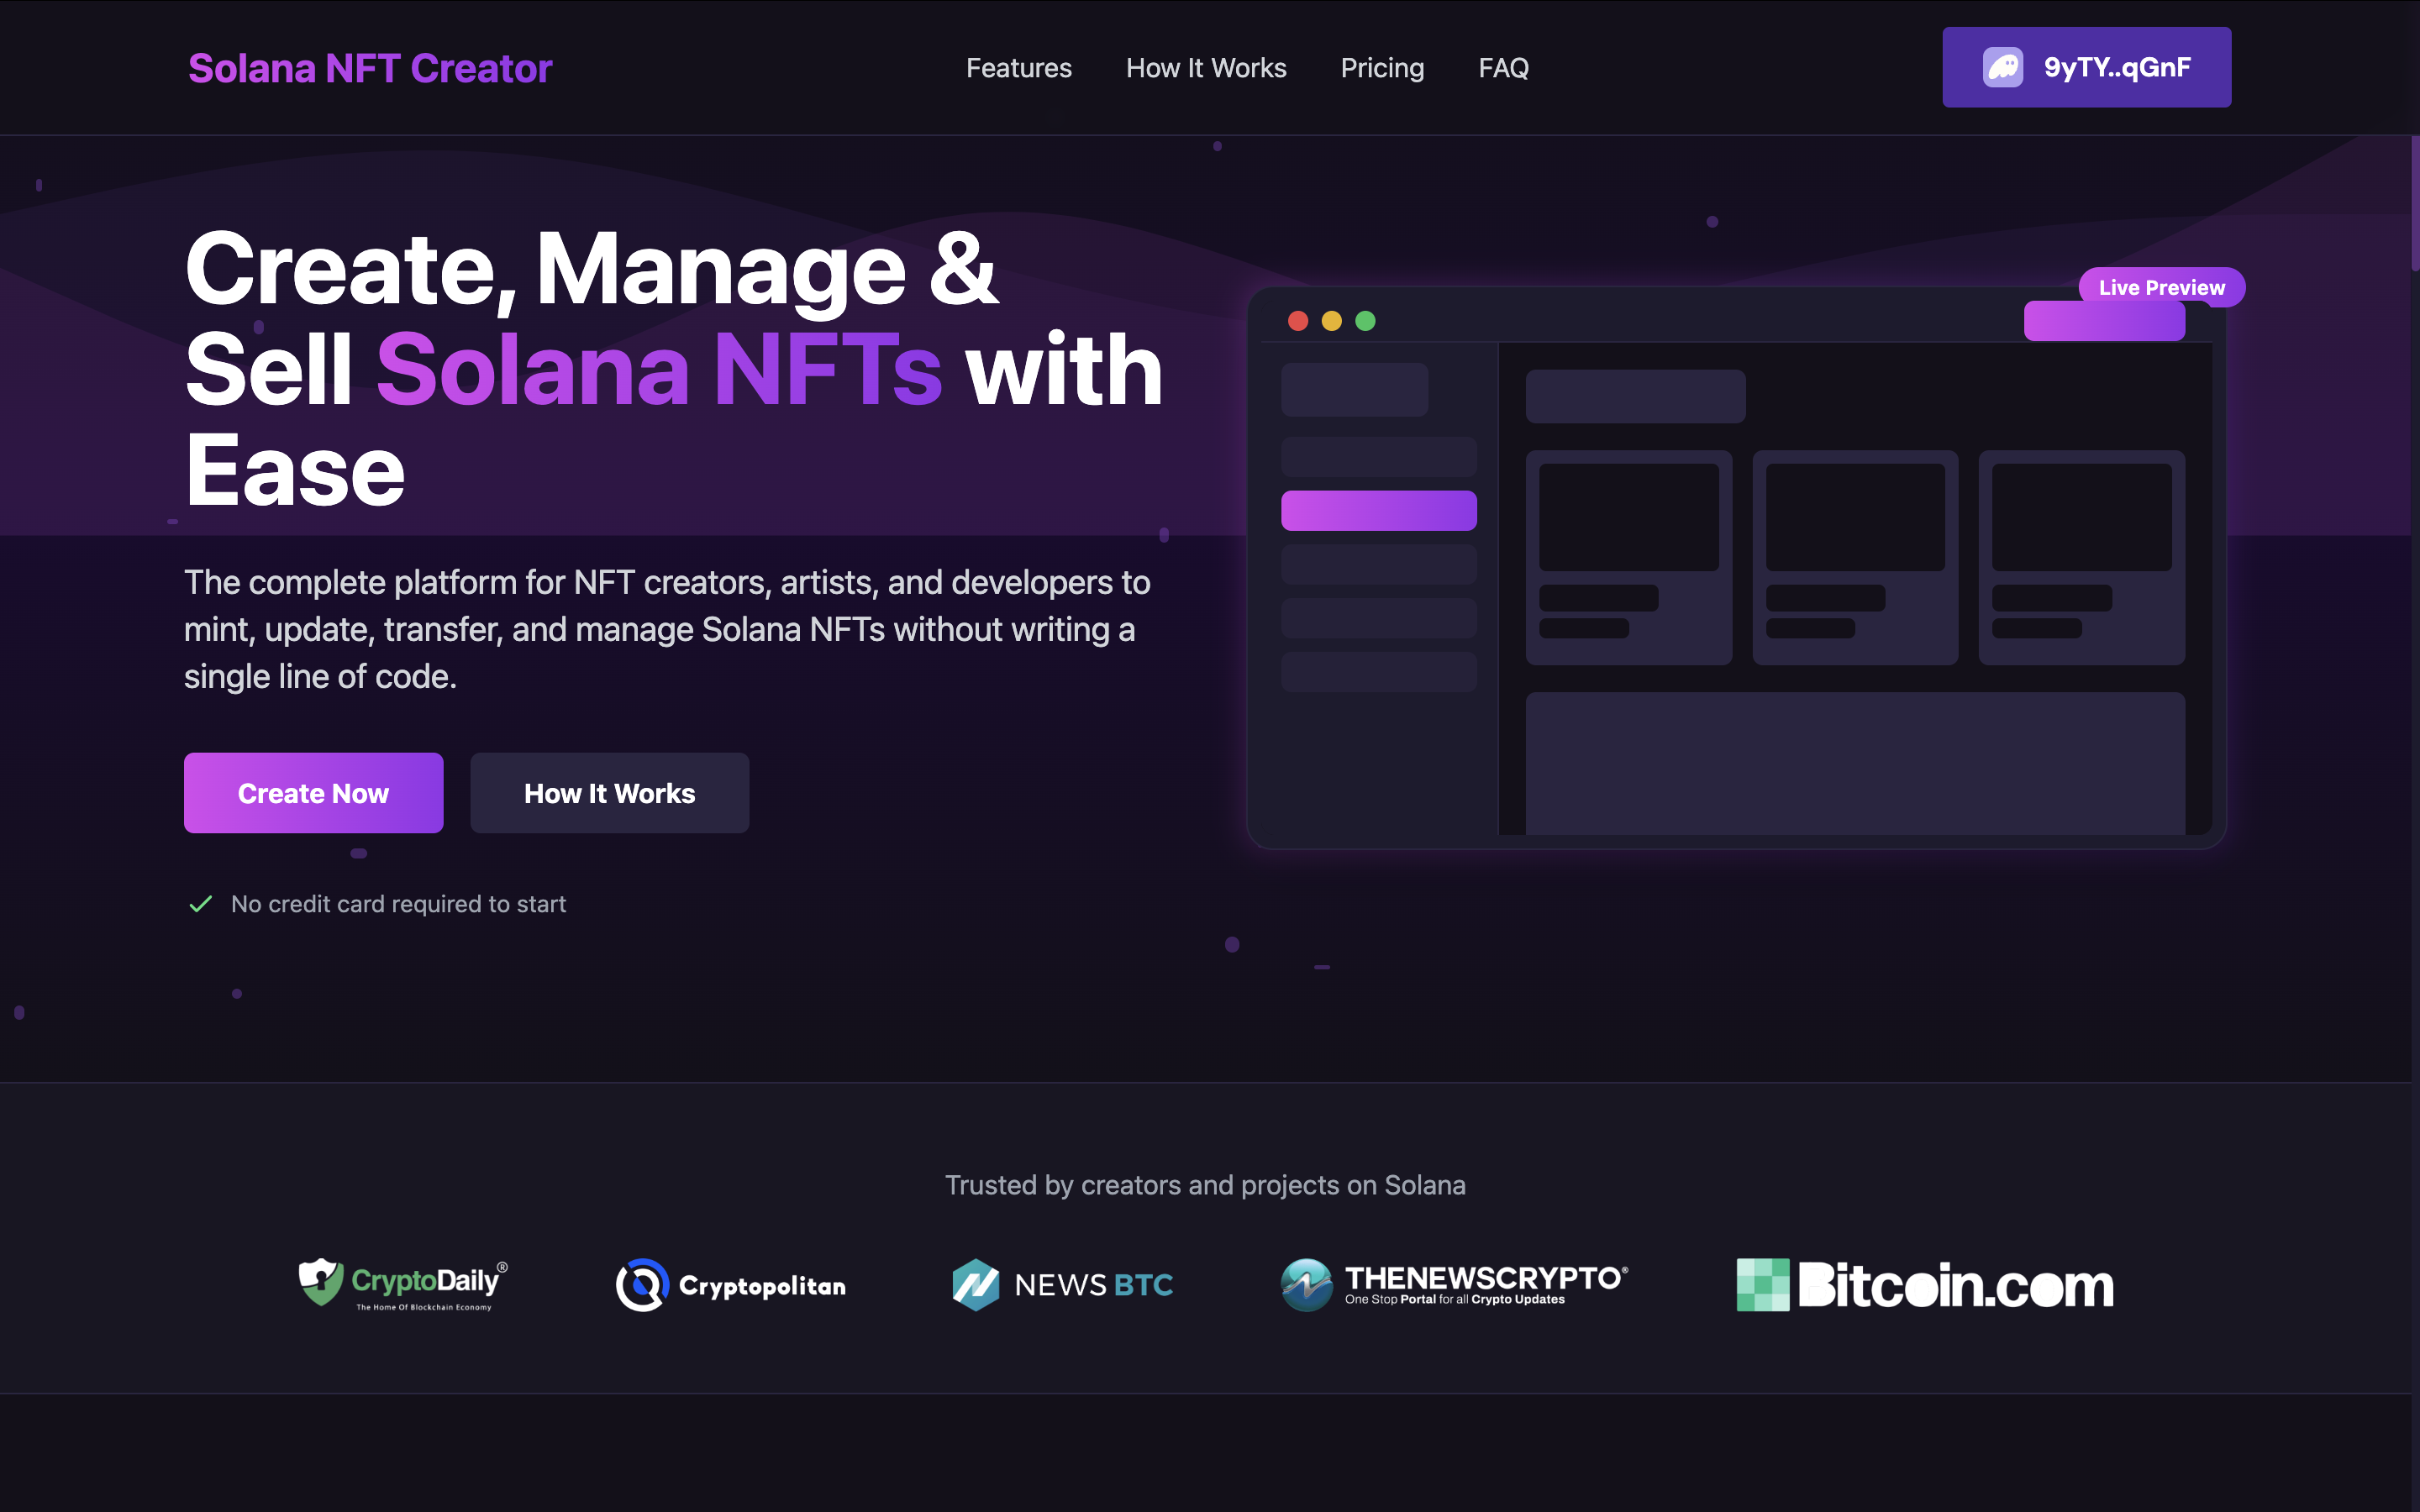 Solana NFT Creator
Features
How It Works
Pricing
FAQ
9yTY..qGnF
Create, Manage &
Sell Solana NFTs with
Ease
The complete platform for NFT creators, artists, and developers to
mint, update, transfer, and manage Solana NFTs without writing a
single line of code.
Create Now
How It Works
No credit card required to start
Live Preview
Trusted by creators and projects on Solana
CryptoDaily®
The Home Of Blockchain Economy
Cryptopolitan
NEWS BTC
THENEWSCRYPTO®
One Stop Portal for all Crypto Updates
Bitcoin.com